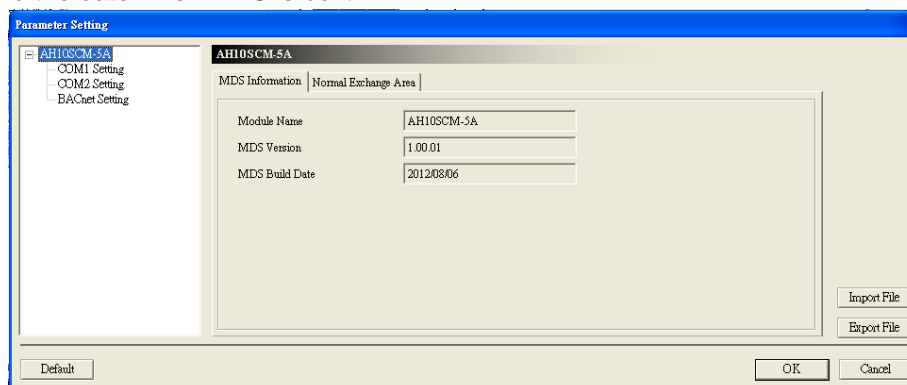 Parameter Setting
AH10SCM-5A
COM1 Setting
COM2 Setting
BACnet Setting
AH10SCM-5A
MDS Information
Normal Exchange Area
Module Name
AH10SCM-5A
MDS Version
1.00.01
MDS Build Date
2012/08/06
Import File
Export File
Default
OK
Cancel